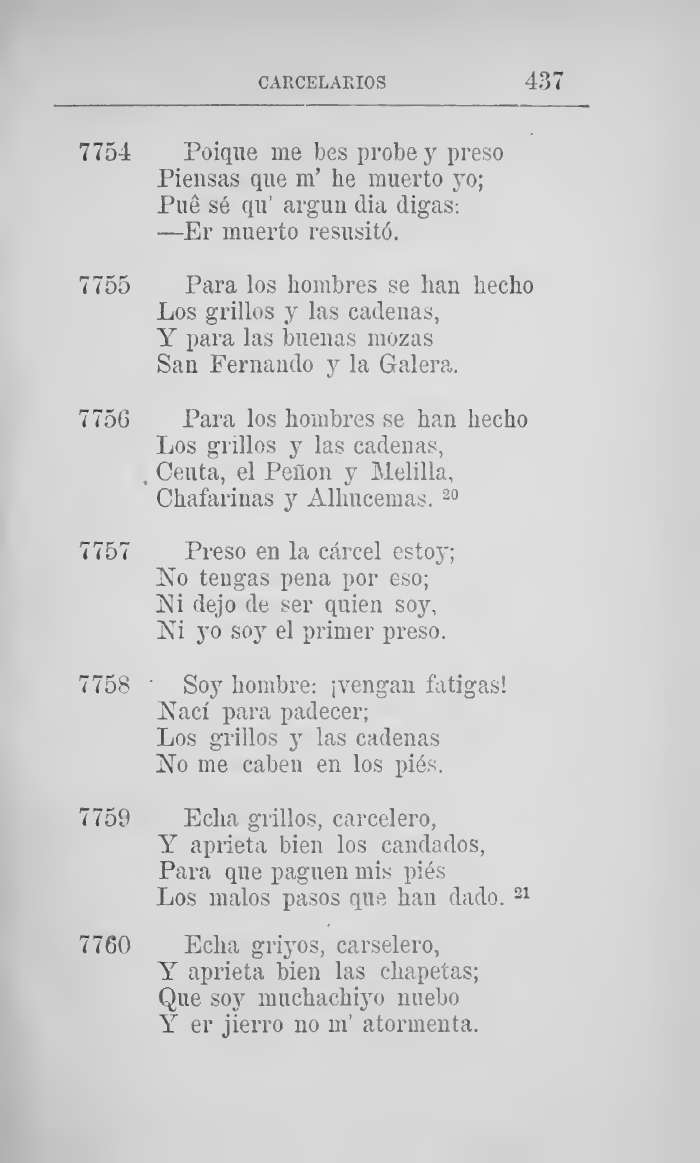 CARCELARIOS 437
7754 Poique me bes probe y preso
Piensas que m' he muerto yo;
Puê sé qu' argun dia digas:
—Er muerto resusitó.
7755 Para los hombres se han hecho
Los grillos y las cadenas,
Y para las buenas mozas
San Fernando y la Galera.
7756 Para los hombres se han hecho
Los grillos y las cadenas,
Ceuta, el Peñon y Melilla,
Chafarinas y Alhucemas. 20
7757 Preso en la cárcel estoy;
No tengas pena por eso;
Ni dejo de ser quien soy,
Ni yo soy el primer preso.
7758 Soy hombre: ¡vengan fatigas!
Nací para padecer;
Los grillos y las cadenas
No me caben en los piés.
7759 Echa grillos, carcelero,
Y aprieta bien los candados,
Para que paguen mis piés
Los malos pasos que han dado. 21
7760 Echa griyos, carselero,
Y aprieta bien las chapetas;
Que soy muchachiyo nuebo
Y er jierro no m' atormenta.